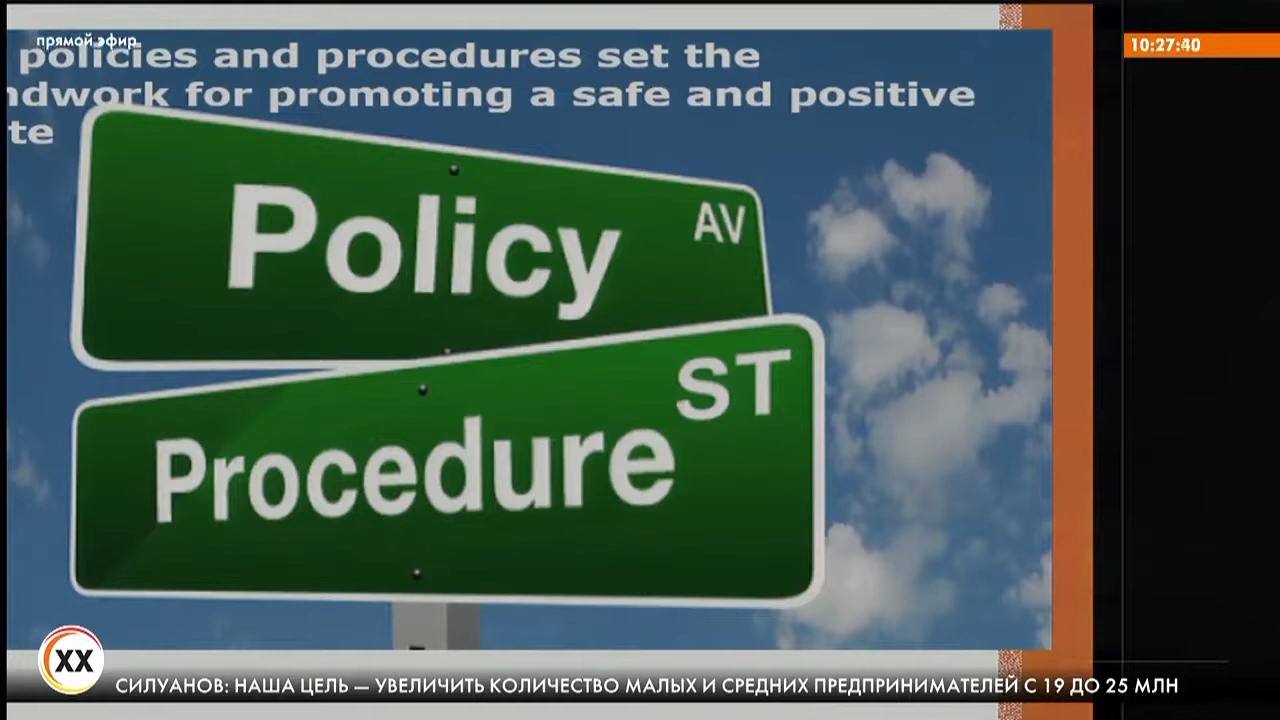 прямой эфир
10:27:40
policies and procedures set the
ndwork for promoting a safe and positive
te
Policy AV
Procedure ST
XX
СИЛУАНОВ: НАША ЦЕЛЬ — УВЕЛИЧИТЬ КОЛИЧЕСТВО МАЛЫХ И СРЕДНИХ ПРЕДПРИНИМАТЕЛЕЙ С 19 ДО 25 МЛН